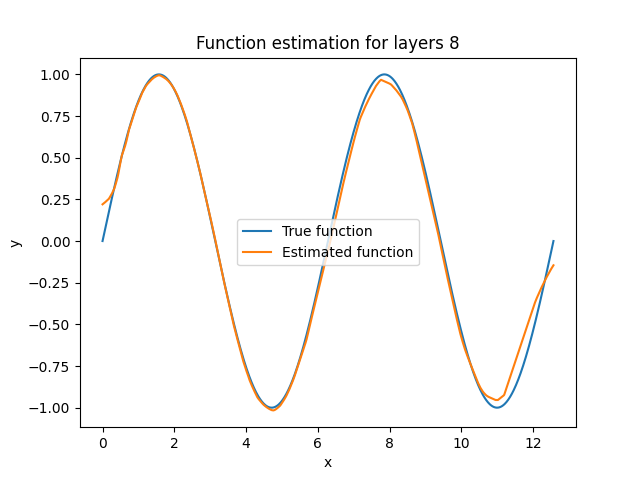 Function estimation for layers 8
1.00
0.75
0.50
0.25
0.00
−0.25
−0.50
−0.75
−1.00
y
True function
Estimated function
0 2 4 6 8 10 12
x